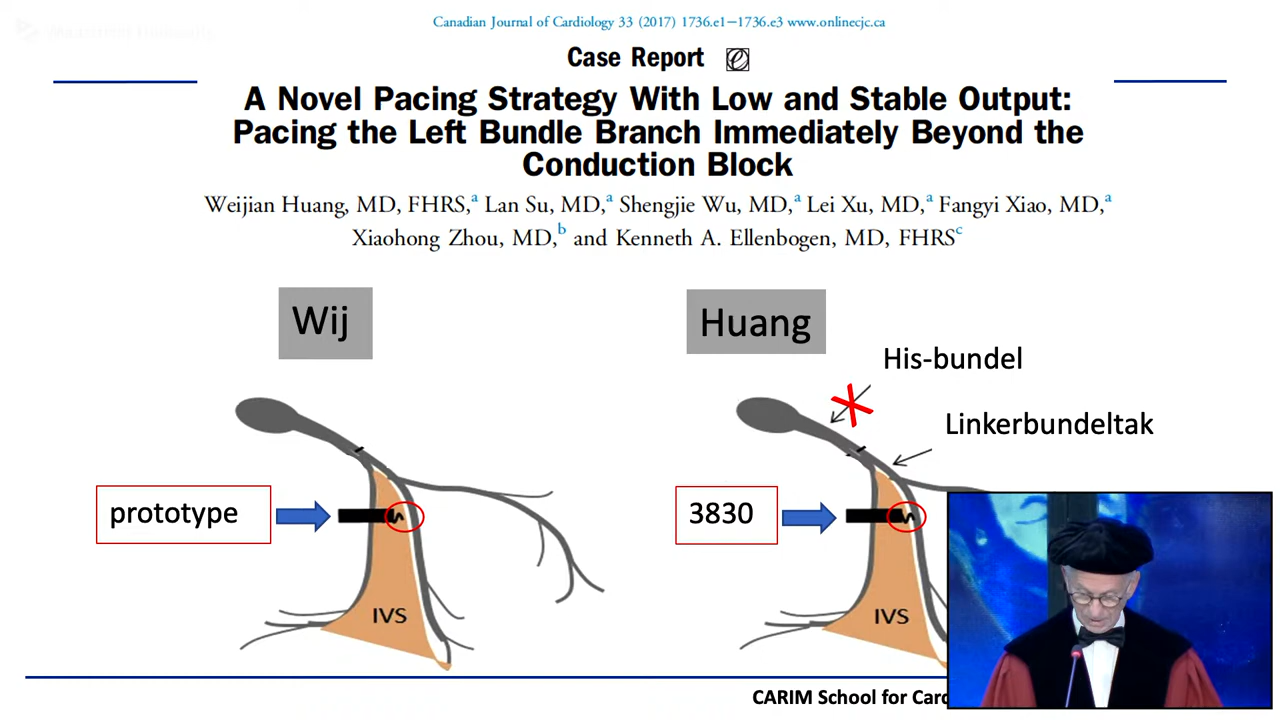 Canadian Journal of Cardiology 33 (2017) 1736.e1−1736.e3 www.onlinecjc.ca
Case Report
A Novel Pacing Strategy With Low and Stable Output:
Pacing the Left Bundle Branch Immediately Beyond the
Conduction Block
Weijian Huang, MD, FHRS,a Lan Su, MD,a Shengjie Wu, MD,a Lei Xu, MD,a Fangyi Xiao, MD,a
Xiaohong Zhou, MD,b and Kenneth A. Ellenbogen, MD, FHRSc
Wij
Huang
His-bundel
Linkerbundeltak
prototype
3830
IVS
IVS
CARIM School for